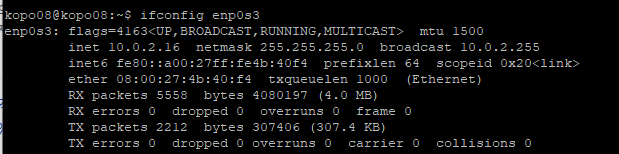 kopo08@kopo08:~$ ifconfig enp0s3
enp0s3: flags=4163<UP,BROADCAST,RUNNING,MULTICAST>  mtu 1500
        inet 10.0.2.16  netmask 255.255.255.0  broadcast 10.0.2.255
        inet6 fe80::a00:27ff:fe4b:40f4  prefixlen 64  scopeid 0x20<link>
        ether 08:00:27:4b:40:f4  txqueuelen 1000  (Ethernet)
        RX packets 5558  bytes 4080197 (4.0 MB)
        RX errors 0  dropped 0  overruns 0  frame 0
        TX packets 2212  bytes 307406 (307.4 KB)
        TX errors 0  dropped 0 overruns 0  carrier 0  collisions 0